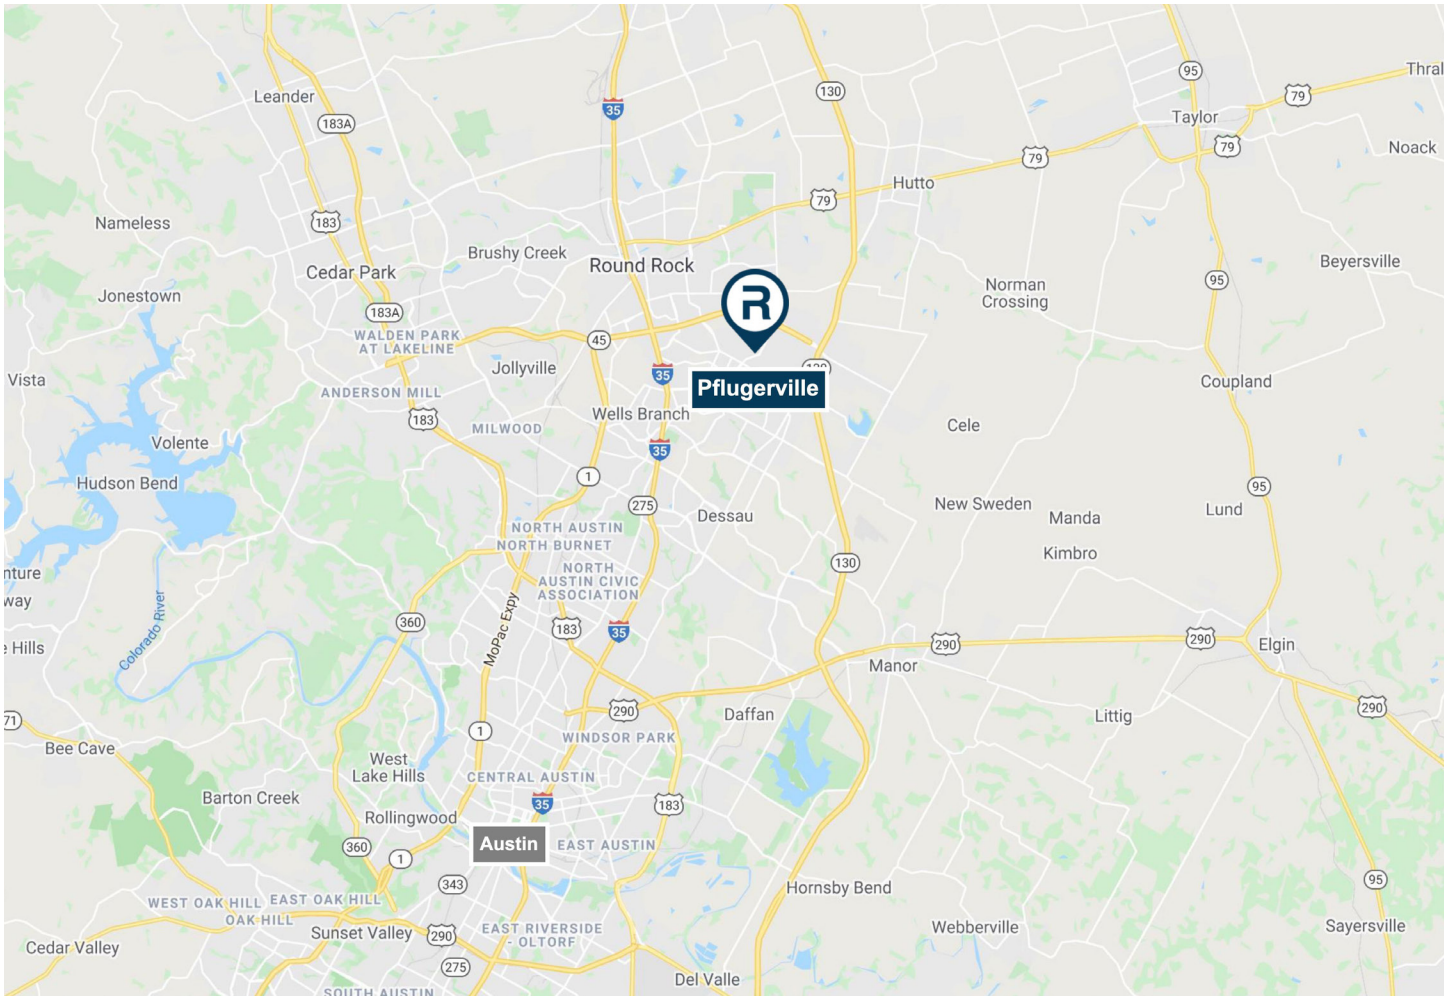 35
130
95
Thral
79
Leander
183A
Taylor
79
Noack
79
Hutto
79
Nameless
183
Brushy Creek
Round Rock
Cedar Park
Beyersville
95
Norman
Crossing
Jonestown
R
183A
WALDEN PARK
AT LAKELINE
45
Jollyville
35
130
Vista
Coupland
Pflugerville
ANDERSON MILL
183
Wells Branch
MILWOOD
Cele
Volente
35
Hudson Bend
1
95
275
New Sweden
Lund
Dessau
Manda
NORTH AUSTIN
NORTH BURNET
Kimbro
130
nture
way
NORTH
AUSTIN CIVIC
ASSOCIATION
MoPac Expy
Colorado River
360
183
35
e Hills
290
290
Elgin
Manor
290
71
290
Daffan
Littig
1
WINDSOR PARK
Bee Cave
West
Lake Hills
CENTRAL AUSTIN
Barton Creek
35
183
Rollingwood
Austin
EAST AUSTIN
360
1
343
95
Hornsby Bend
WEST OAK HILL
EAST OAK HILL
OAK HILL
Sunset Valley
290
EAST RIVERSIDE
- OLTORF
Webberville
Sayersville
Cedar Valley
275
Del Valle
SOUTH AUSTIN